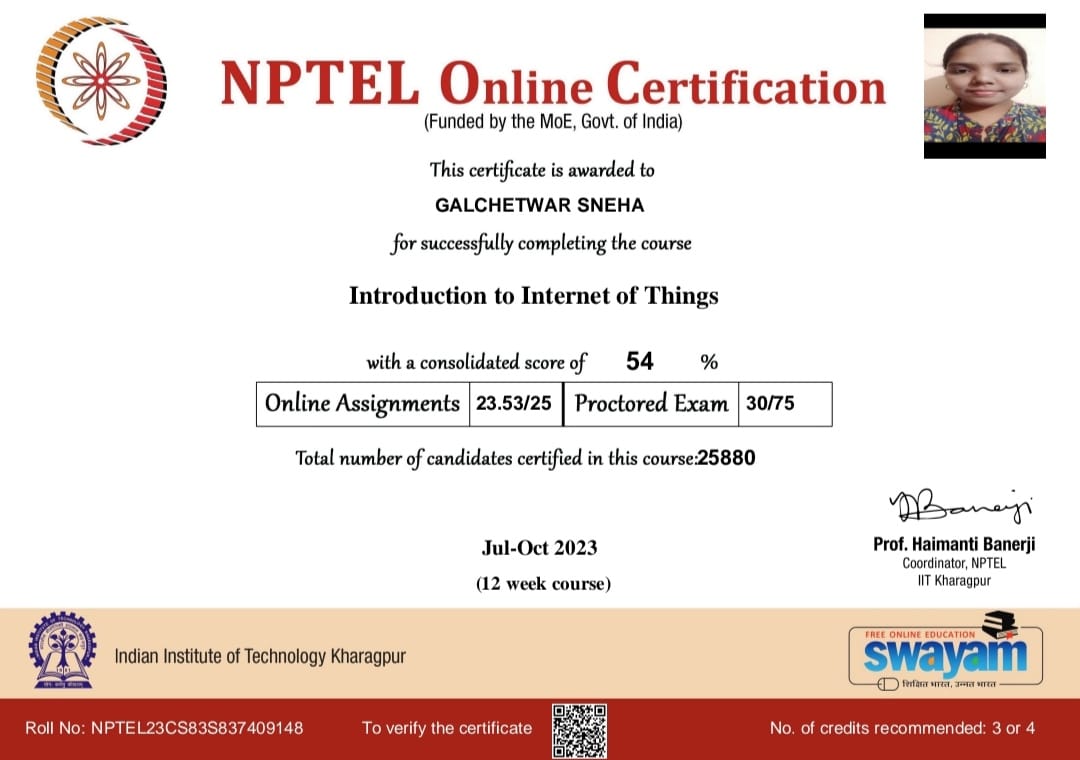 NPTEL Online Certification
(Funded by the MoE, Govt. of India)
This certificate is awarded to
GALCHETWAR SNEHA
for successfully completing the course
Introduction to Internet of Things
with a consolidated score of 54 %
Online Assignments 23.53/25 Proctored Exam 30/75
Total number of candidates certified in this course:25880
Jul-Oct 2023
(12 week course)
Banerji
Prof. Haimanti Banerji
Coordinator, NPTEL
IIT Kharagpur
Indian Institute of Technology Kharagpur
FREE ONLINE EDUCATION
swayam
शिक्षित भारत, उन्नत भारत
Roll No: NPTEL23CS83S837409148 To verify the certificate No. of credits recommended: 3 or 4